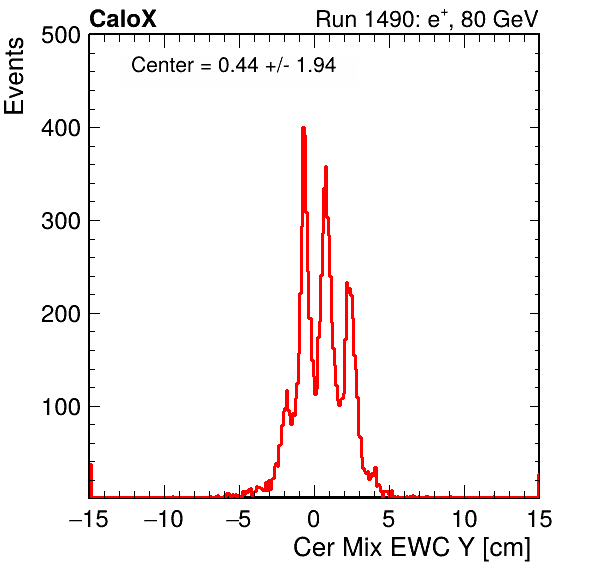 CaloX Run 1490: e+, 80 GeV
Events
Center = 0.44 +/- 1.94
500
400
300
200
100
−15 −10 −5 0 5 10 15
Cer Mix EWC Y [cm]